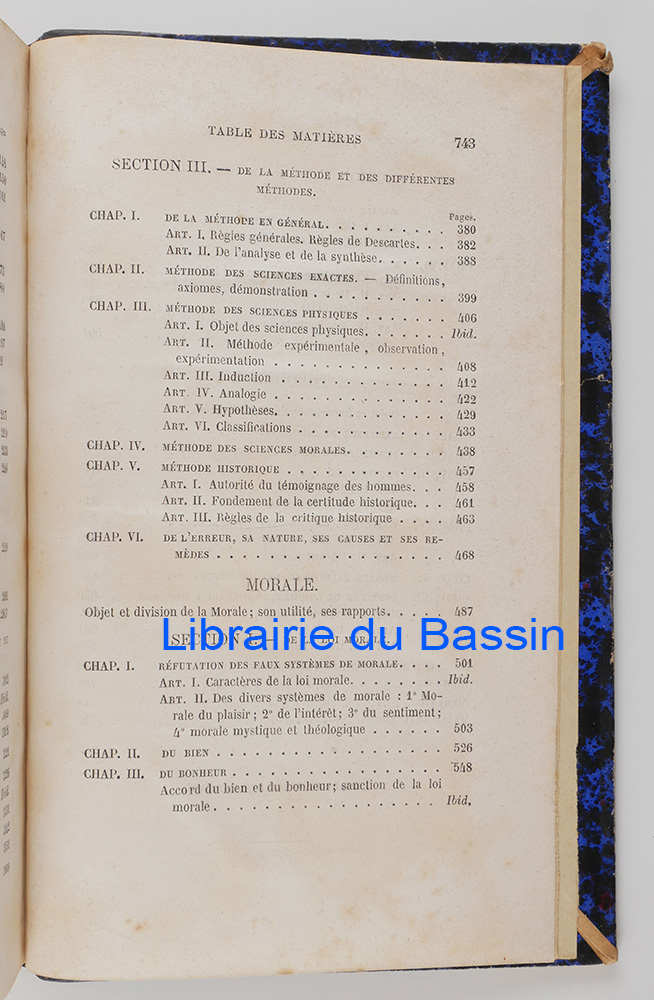 TABLE DES MATIÈRES 743
SECTION III. — DE LA MÉTHODE ET DES DIFFÉRENTES
MÉTHODES.
Pages.
CHAP. I. DE LA MÉTHODE EN GÉNÉRAL. . . . . . . . . . 380
ART. I. Règles générales. Règles de Descartes. . . 382
ART. II. De l'analyse et de la synthèse. . . . . . 388
CHAP. II. MÉTHODE DES SCIENCES EXACTES. — Définitions,
axiomes, démonstration . . . . . . . . . . . 399
CHAP. III. MÉTHODE DES SCIENCES PHYSIQUES . . . . . . . 406
ART. I. Objet des sciences physiques. . . . . . . Ibid.
ART. II. Méthode expérimentale, observation,
expérimentation . . . . . . . . . . . . . . 408
ART. III. Induction . . . . . . . . . . . . . . 412
ART. IV. Analogie . . . . . . . . . . . . . . 422
ART. V. Hypothèses. . . . . . . . . . . . . . 429
ART. VI. Classifications . . . . . . . . . . . . 433
CHAP. IV. MÉTHODE DES SCIENCES MORALES. . . . . . . . 438
CHAP. V. MÉTHODE HISTORIQUE . . . . . . . . . . . . 457
ART. I. Autorité du témoignage des hommes. . . 458
ART. II. Fondement de la certitude historique. . . 461
ART. III. Règles de la critique historique . . . . 463
CHAP. VI. DE L'ERREUR, SA NATURE, SES CAUSES ET SES RE-
MÈDES . . . . . . . . . . . . . . . . . . 468
MORALE.
Objet et division de la Morale; son utilité, ses rapports. . . . . 487
SECTION I. — DE LA LOI MORALE.
Librairie du Bassin
CHAP. I. RÉFUTATION DES FAUX SYSTÈMES DE MORALE. . . . 501
ART. I. Caractères de la loi morale. . . . . . . . Ibid.
ART. II. Des divers systèmes de morale : 1° Mo-
rale du plaisir; 2° de l'intérêt; 3° du sentiment;
4° morale mystique et théologique . . . . . . 503
CHAP. II. DU BIEN . . . . . . . . . . . . . . . . . . 526
CHAP. III. DU BONHEUR . . . . . . . . . . . . . . . . 548
Accord du bien et du bonheur; sanction de la loi
morale . . . . . . . . . . . . . . . . . . Ibid.